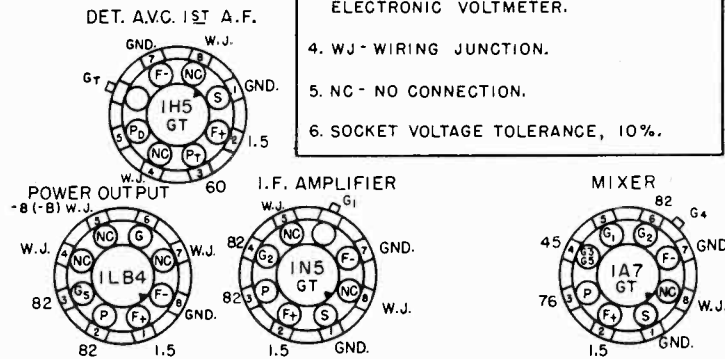 DET. A.V.C. 1ST A.F.
GND. W.J.
7 8
GT F- NC 1 GND.
S
1H5
GT
5 PD F+ 2 1.5
NC PT
4 3
W.J. 60
ELECTRONIC VOLTMETER.
4. WJ - WIRING JUNCTION.
5. NC - NO CONNECTION.
6. SOCKET VOLTAGE TOLERANCE, 10%.
POWER OUTPUT
-8 (-8) W.J.
5 6
NC G
W.J. 4 NC NC 7 W.J.
1LB4
82 3 G5 F- 8 GND.
P F+
2 1
82 1.5
I.F. AMPLIFIER
W.J. G1
5
NC
82 4 G2 F- 7 GND.
1N5
GT
82 3 P NC 8 W.J.
F+ S
2 1
1.5 GND.
MIXER
82 G4
5 6
G1 G2
45 4 G3 G5 F- 7 GND.
1A7
GT
76 3 P NC 8 W.J.
F+ S
2 1
1.5 GND.